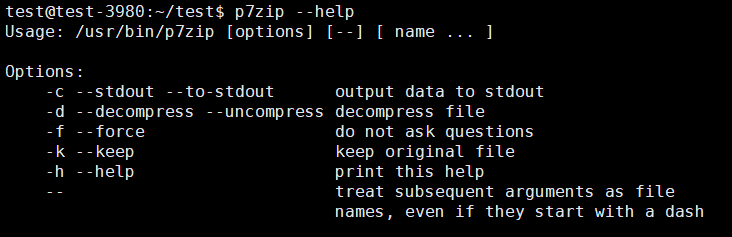 test@test-3980:~/test$ p7zip --help
Usage: /usr/bin/p7zip [options] [--] [ name ... ]

Options:
    -c --stdout --to-stdout      output data to stdout
    -d --decompress --uncompress decompress file
    -f --force                   do not ask questions
    -k --keep                    keep original file
    -h --help                    print this help
    --                           treat subsequent arguments as file
                                 names, even if they start with a dash